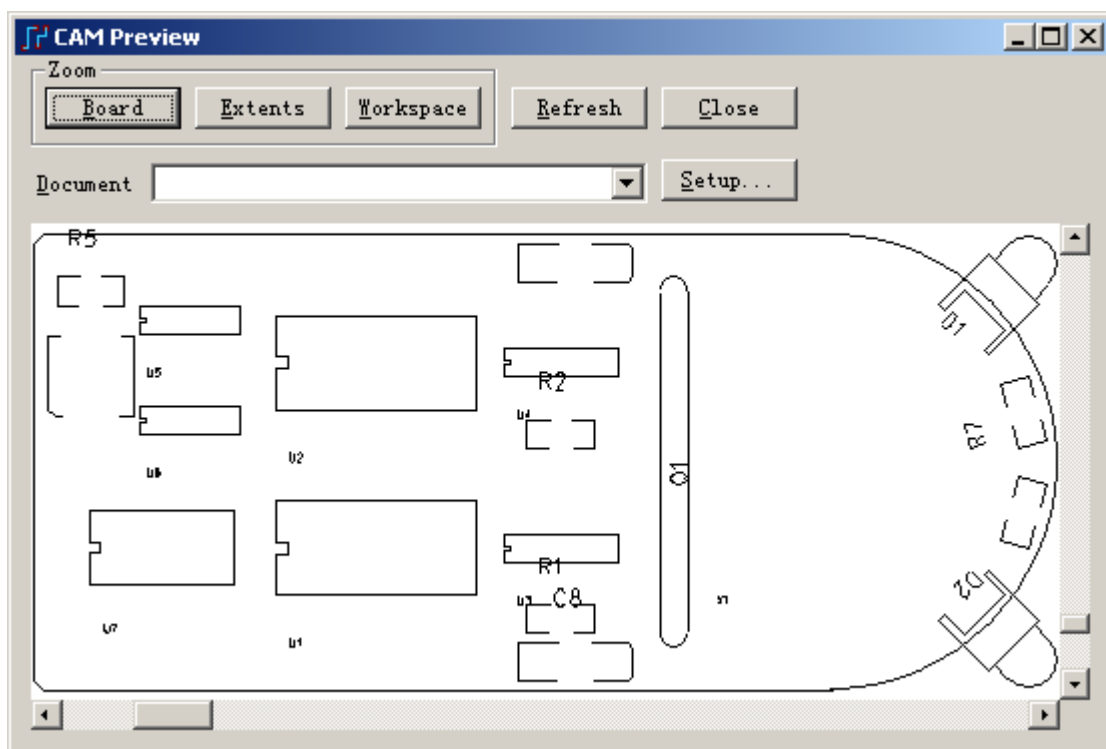 CAM Preview
Zoom
Board Extents Workspace Refresh Close
Document Setup...
R5
D1
U5
R2
U4
R7
U2
U6
Q1
R1
U3 C8
D2
U7
U1